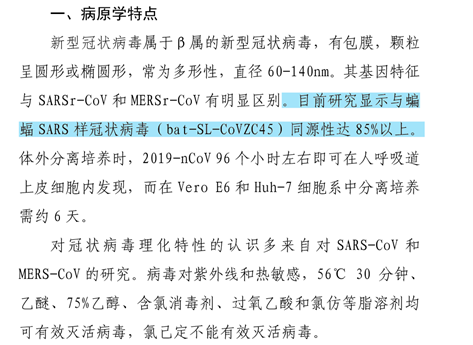 一、病原学特点
新型冠状病毒属于β属的新型冠状病毒，有包膜，颗粒
呈圆形或椭圆形，常为多形性，直径 60-140nm。其基因特征
与 SARSr-CoV 和 MERSr-CoV 有明显区别。目前研究显示与蝙
蝠 SARS 样冠状病毒（bat-SL-CoVZC45）同源性达 85%以上。
体外分离培养时，2019-nCoV 96 个小时左右即可在人呼吸道
上皮细胞内发现，而在 Vero E6 和 Huh-7 细胞系中分离培养
需约 6 天。
对冠状病毒理化特性的认识多来自对 SARS-CoV 和
MERS-CoV 的研究。病毒对紫外线和热敏感，56℃ 30 分钟、
乙醚、75%乙醇、含氯消毒剂、过氧乙酸和氯仿等脂溶剂均
可有效灭活病毒，氯己定不能有效灭活病毒。